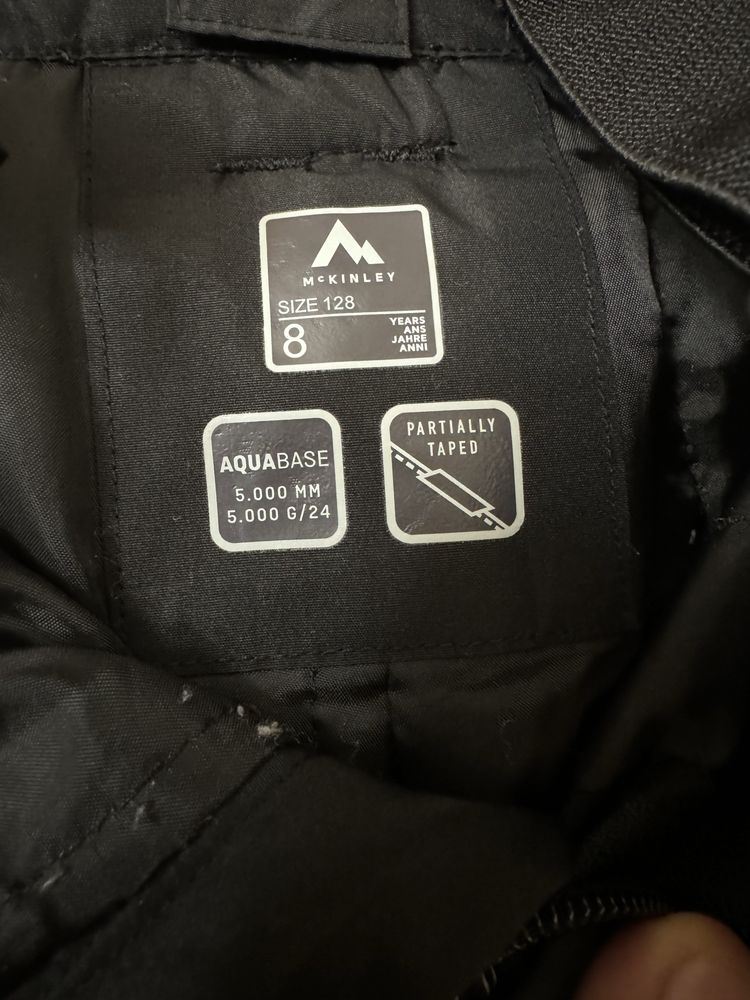 McKINLEY
SIZE 128
8
YEARS
ANS
JAHRE
ANNI
AQUABASE
5.000 MM
5.000 G/24
PARTIALLY
TAPED